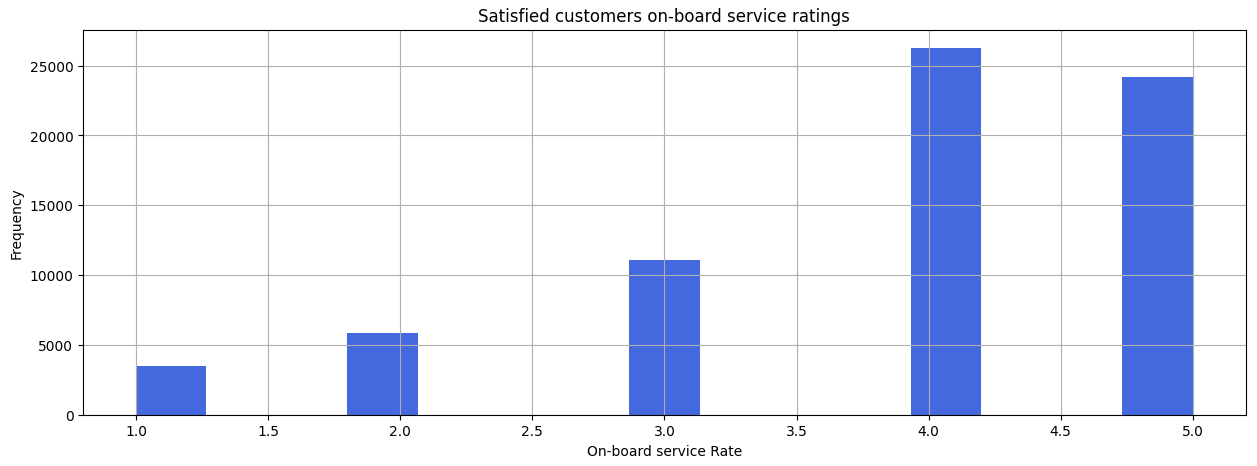 Satisfied customers on-board service ratings
Frequency
25000
20000
15000
10000
5000
0
1.0 1.5 2.0 2.5 3.0 3.5 4.0 4.5 5.0
On-board service Rate